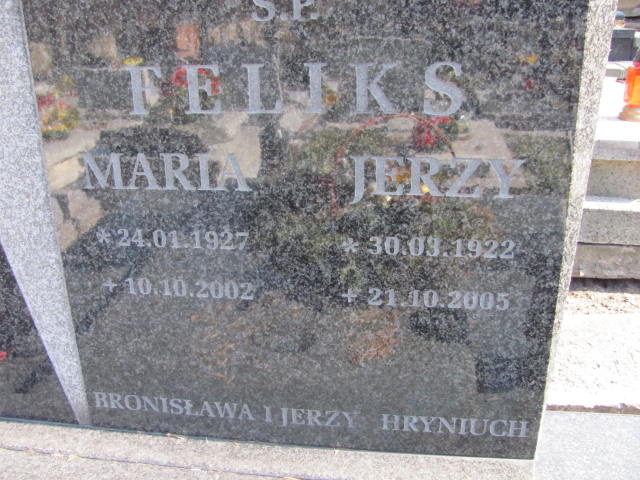 S.P.
FELIKS
MARIA JERZY
*24.01.1927 *30.03.1922
+10.10.2002 +21.10.2005
BRONISŁAWA I JERZY HRYNIUCH